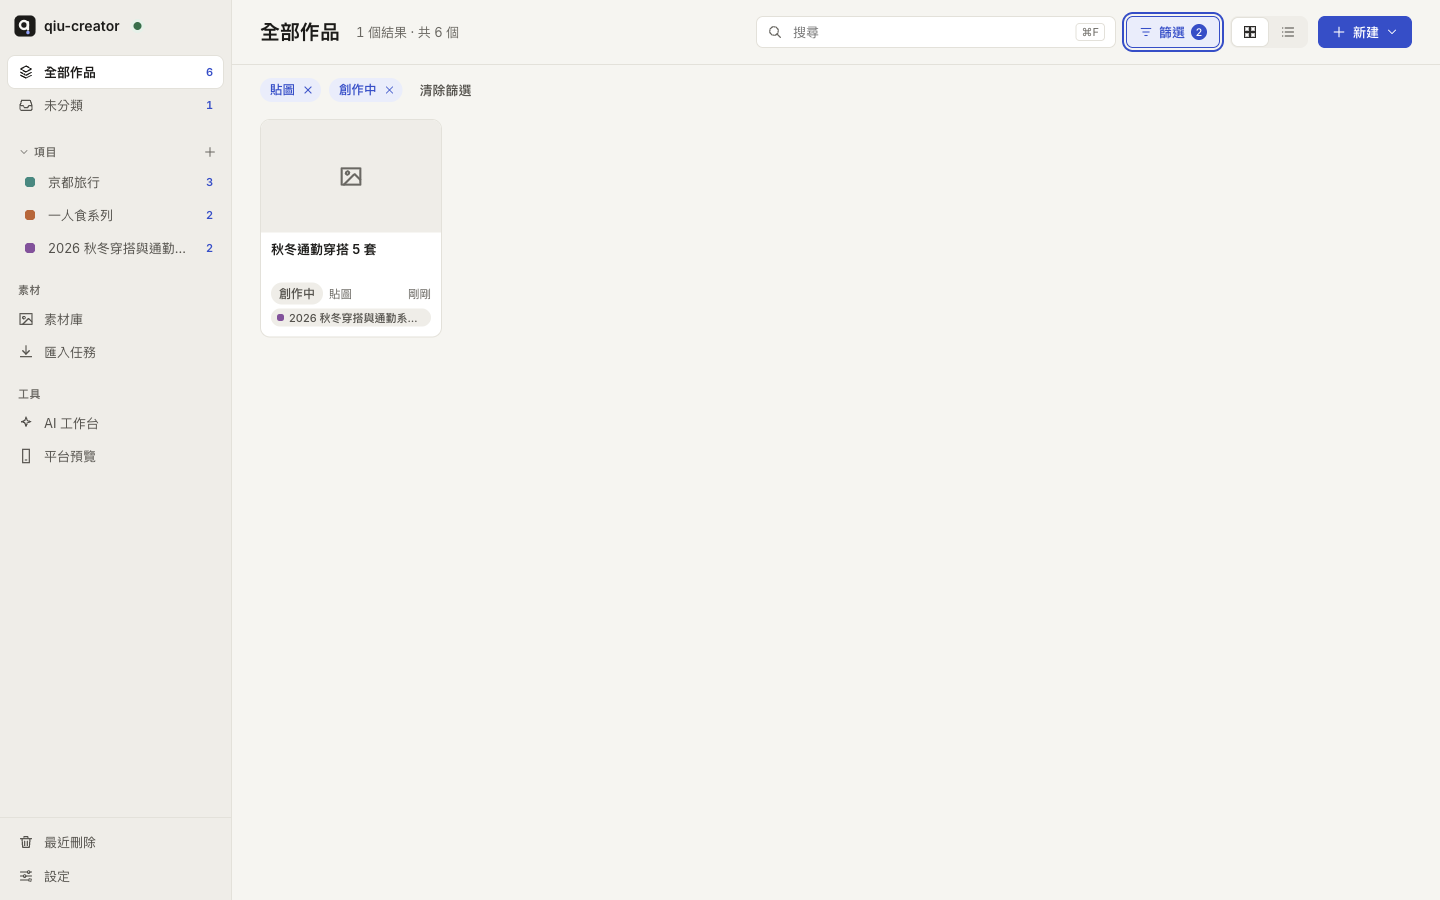 qiu-creator
全部作品 6
未分類 1
項目
京都旅行 3
一人食系列 2
2026 秋冬穿搭與通勤... 2
素材
素材庫
匯入任務
工具
AI 工作台
平台預覽
最近刪除
設定
全部作品 1 個結果 · 共 6 個
搜尋 ⌘F
篩選 2
新建
貼圖 創作中 清除篩選
秋冬通勤穿搭 5 套
創作中 貼圖 剛剛
2026 秋冬穿搭與通勤系...